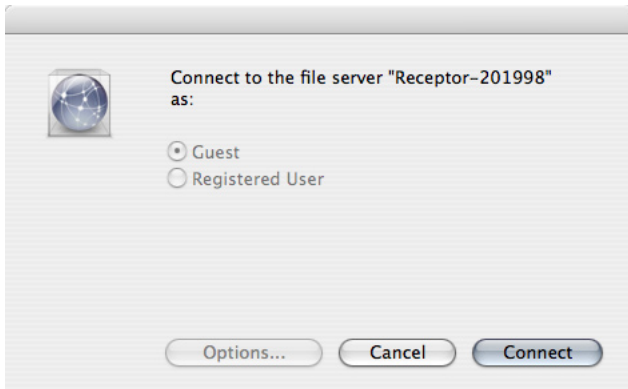 Connect to the file server "Receptor-201998"
as:
Guest
Registered User
Options... Cancel Connect